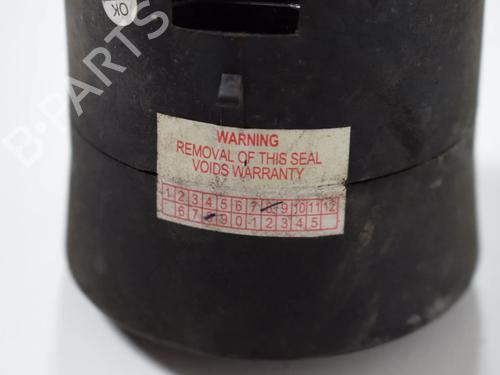 OK
B-PARTS
WARNING
REMOVAL OF THIS SEAL
VOIDS WARRANTY
1 2 3 4 5 6 7 8 9 10 11 12
6 7 8 9 0 1 2 3 4 5